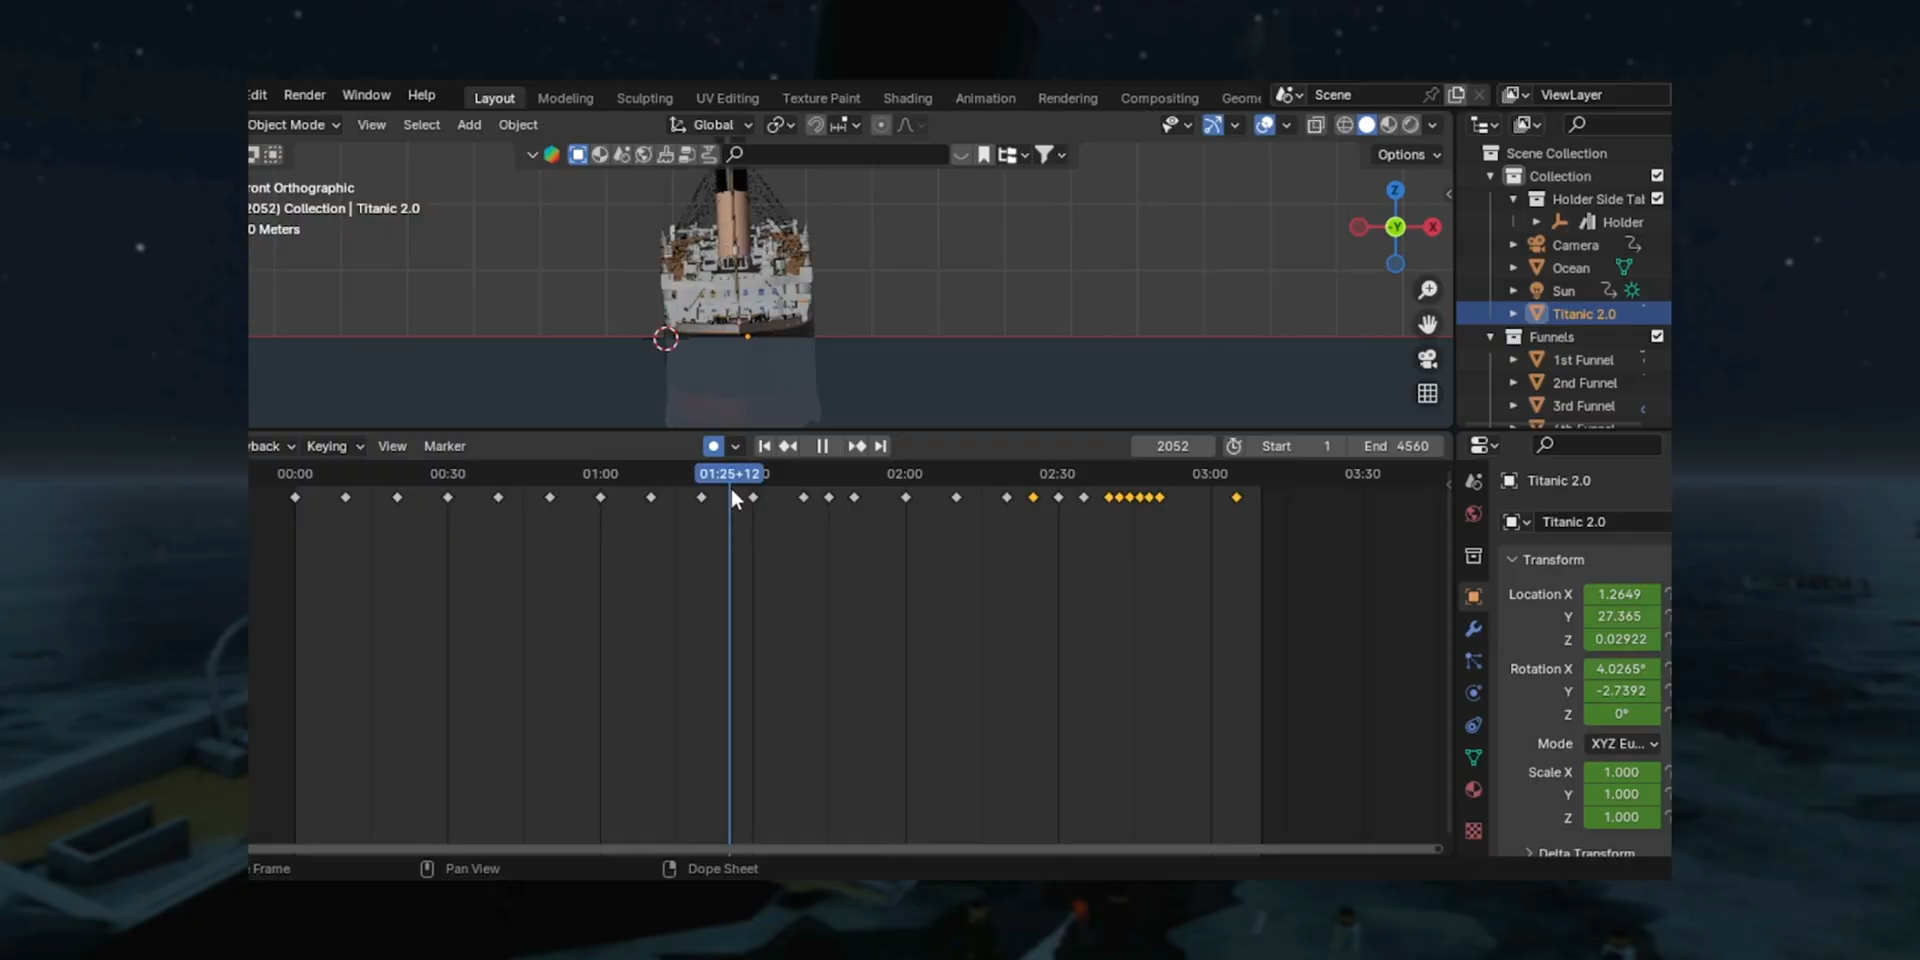 dit Render Window Help Layout Modeling Sculpting UV Editing Texture Paint Shading Animation Rendering Compositing Geome Scene ViewLayer
Object Mode View Select Add Object Global
Options
ront Orthographic
2052) Collection | Titanic 2.0
0 Meters
Z
-Y
X
Scene Collection
Collection
Holder Side Tal
Holder
Camera
Ocean
Sun
Titanic 2.0
Funnels
1st Funnel
2nd Funnel
3rd Funnel
yback Keying View Marker 2052 Start 1 End 4560
00:00 00:30 01:00 01:25+12 02:00 02:30 03:00 03:30
Titanic 2.0
Titanic 2.0
Transform
Location X 1.2649
Y 27.365
Z 0.02922
Rotation X 4.0265°
Y -2.7392
Z 0°
Mode XYZ Eu...
Scale X 1.000
Y 1.000
Z 1.000
Delta Transform
Frame Pan View Dope Sheet